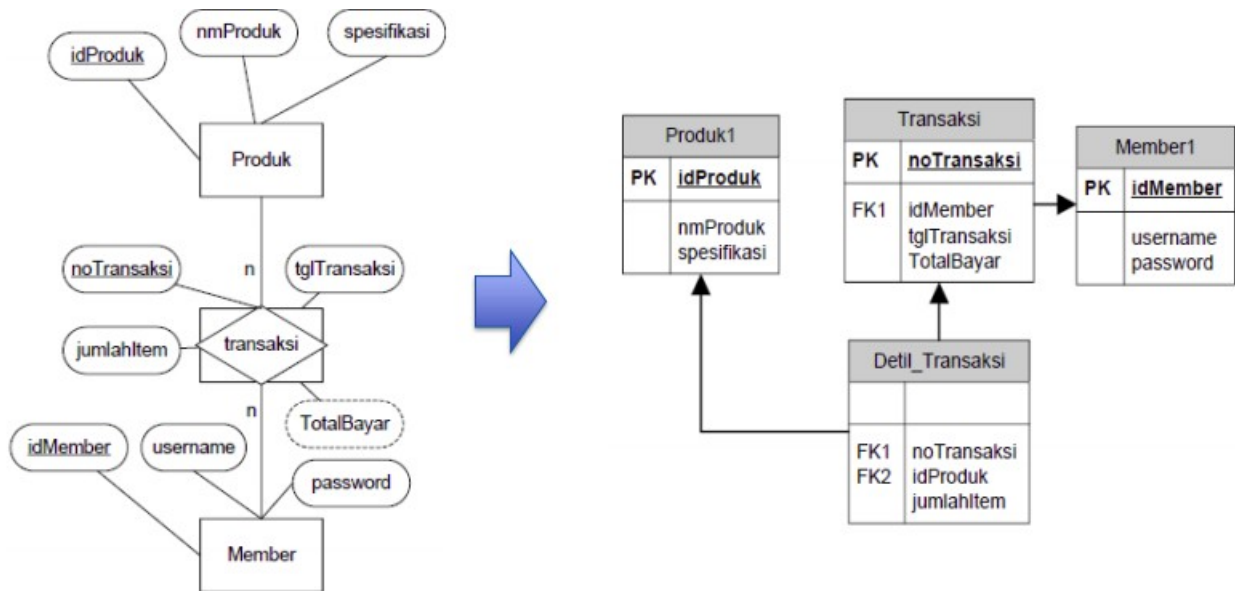 nmProduk
spesifikasi
idProduk
Produk
n
noTransaksi
tglTransaksi
jumlahItem
transaksi
n
TotalBayar
idMember
username
password
Member
Produk1
PK idProduk
nmProduk
spesifikasi
Transaksi
PK noTransaksi
FK1 idMember
tglTransaksi
TotalBayar
Member1
PK idMember
username
password
Detil_Transaksi
FK1 noTransaksi
FK2 idProduk
jumlahItem